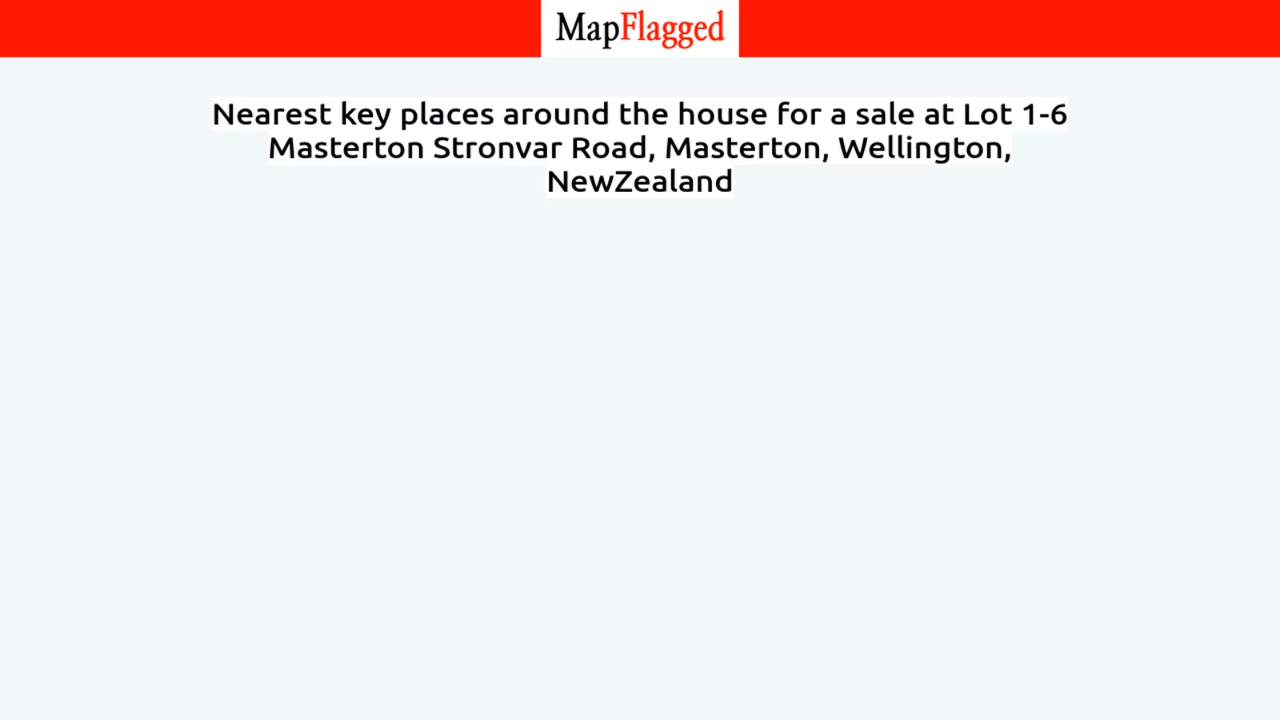 MapFlagged
Nearest key places around the house for a sale at Lot 1-6
Masterton Stronvar Road, Masterton, Wellington,
NewZealand